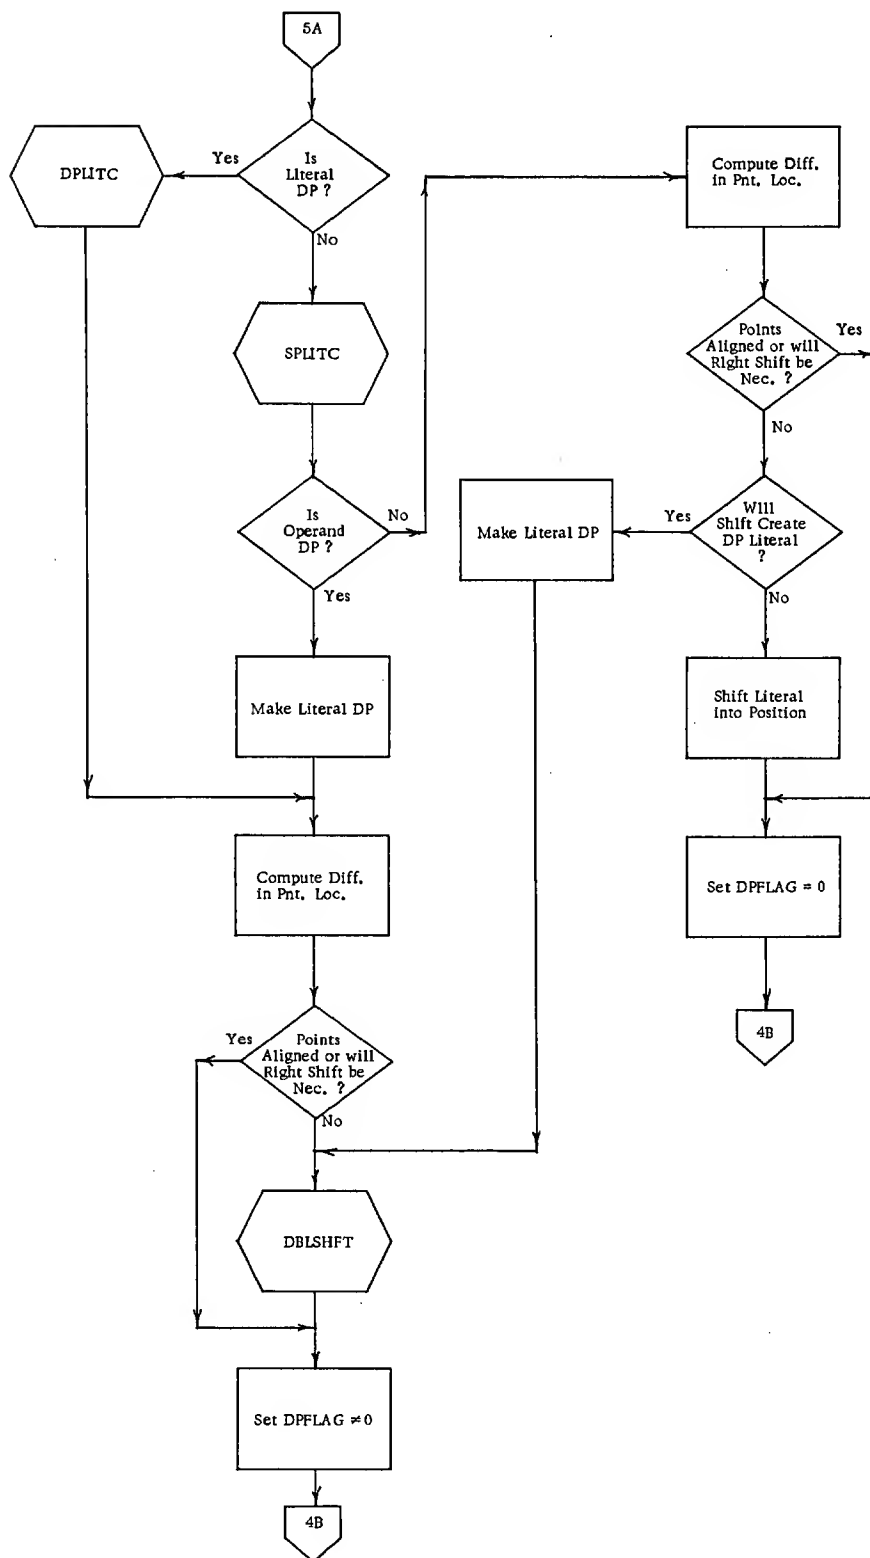 5A
Is
Literal
DP ?
Yes
No
DPLITC
SPLITC
Is
Operand
DP ?
No
Yes
Make Literal DP
Compute Diff.
in Pnt. Loc.
Points
Aligned or will
Right Shift be
Nec. ?
Yes
No
DBLSHFT
Set DPFLAG ≠ 0
4B
Compute Diff.
in Pnt. Loc.
Points
Aligned or will
Right Shift be
Nec. ?
Yes
No
Will
Shift Create
DP Literal
?
Yes
No
Make Literal DP
Shift Literal
into Position
Set DPFLAG = 0
4B